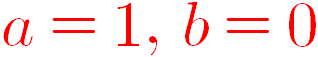 a = 1, b = 0